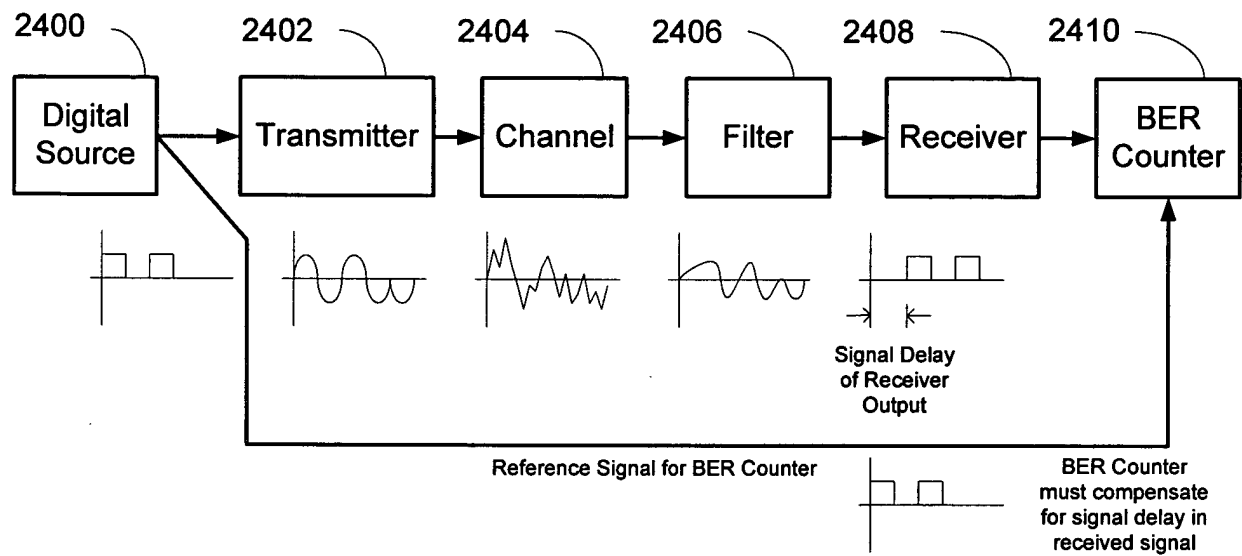 2400
2402
2404
2406
2408
2410
Digital
Source
Transmitter
Channel
Filter
Receiver
BER
Counter
Signal Delay
of Receiver
Output
Reference Signal for BER Counter
BER Counter
must compensate
for signal delay in
received signal